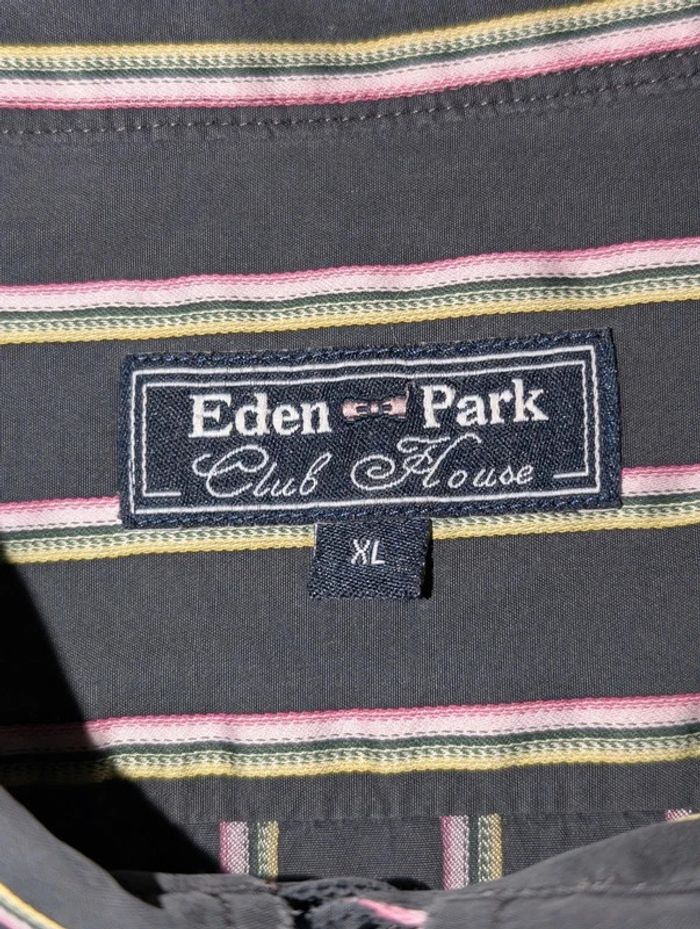 Eden Park
Club House
XL